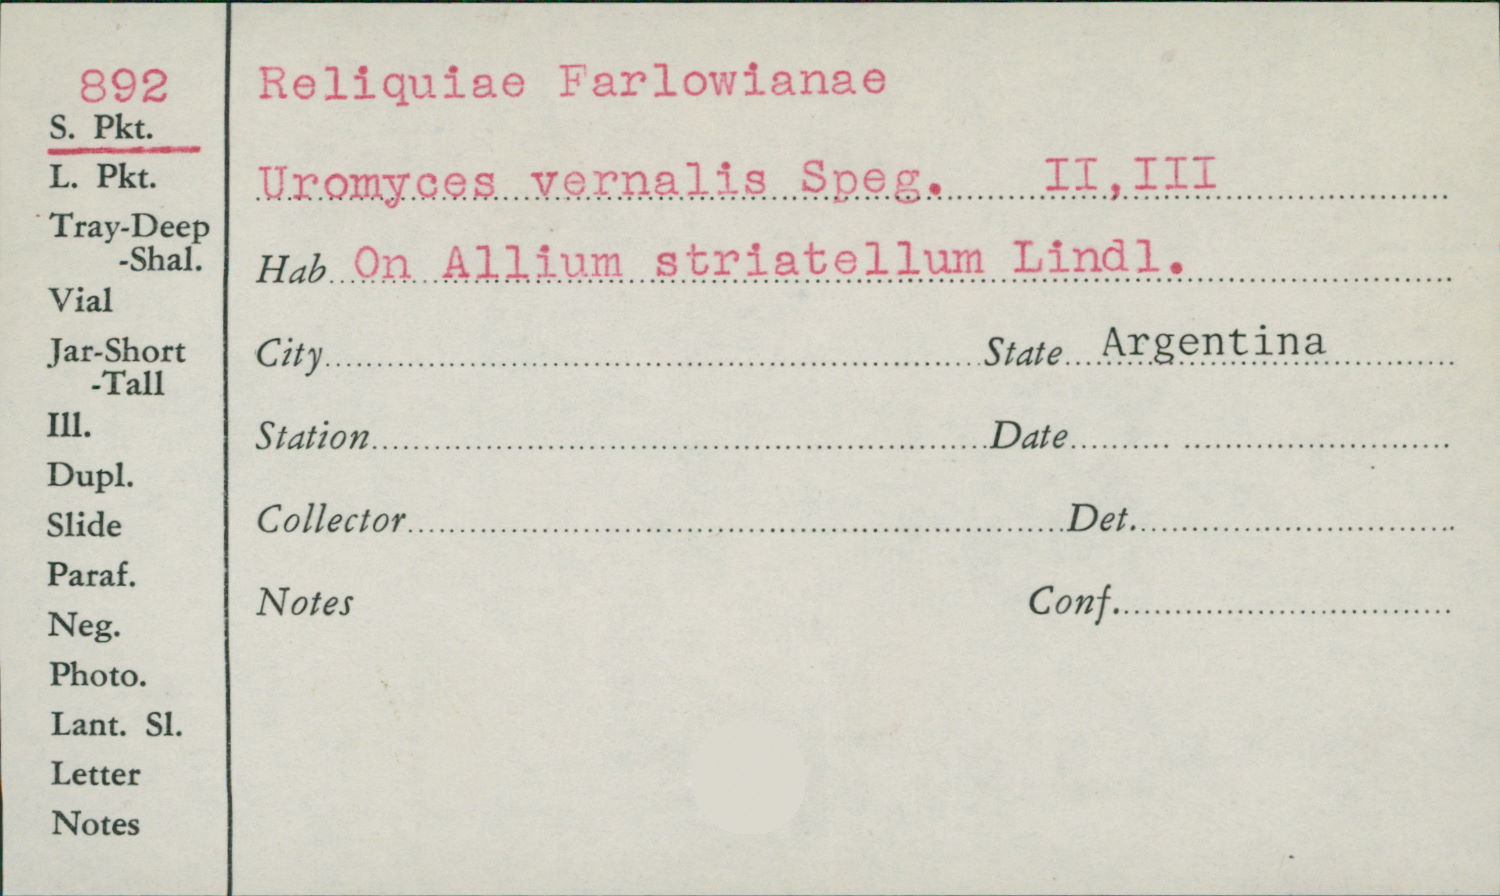 892
S. Pkt.
L. Pkt.
Tray-Deep
-Shal.
Vial
Jar-Short
-Tall
Ill.
Dupl.
Slide
Paraf.
Neg.
Photo.
Lant. Sl.
Letter
Notes
Reliquiae Farlowianae
Uromyces vernalis Speg. II,III
Hab On Allium striatellum Lindl.
City State Argentina
Station Date
Collector Det.
Notes Conf.